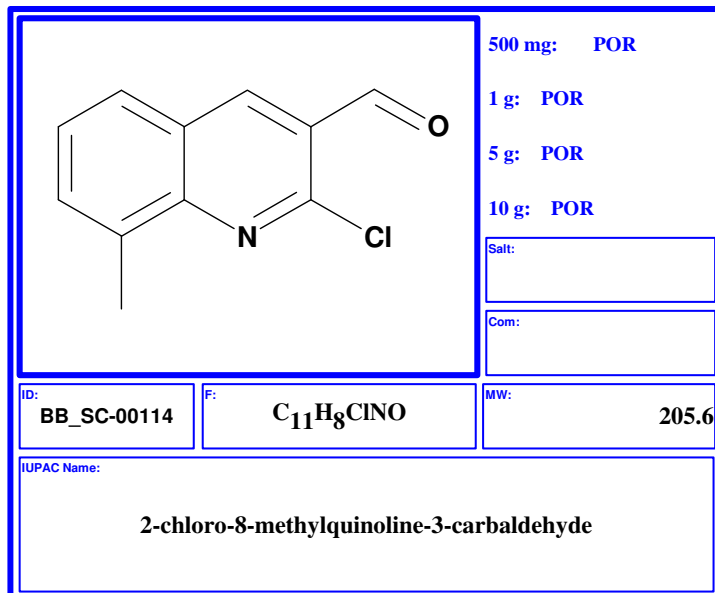 500 mg: POR
1 g: POR
5 g: POR
10 g: POR
O
N
Cl
Salt:
Com:
ID:
BB_SC-00114
F:
C11H8ClNO
MW:
205.6
IUPAC Name:
2-chloro-8-methylquinoline-3-carbaldehyde